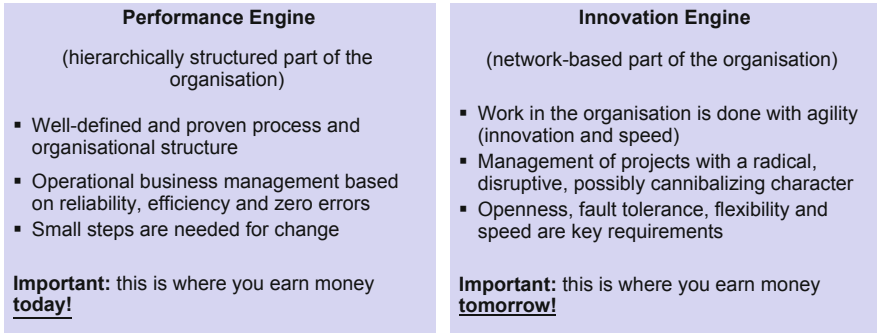 Performance Engine
(hierarchically structured part of the
organisation)
▪ Well-defined and proven process and
organisational structure
▪ Operational business management based
on reliability, efficiency and zero errors
▪ Small steps are needed for change
Important: this is where you earn money
today!
Innovation Engine
(network-based part of the organisation)
▪ Work in the organisation is done with agility
(innovation and speed)
▪ Management of projects with a radical,
disruptive, possibly cannibalizing character
▪ Openness, fault tolerance, flexibility and
speed are key requirements
Important: this is where you earn money
tomorrow!